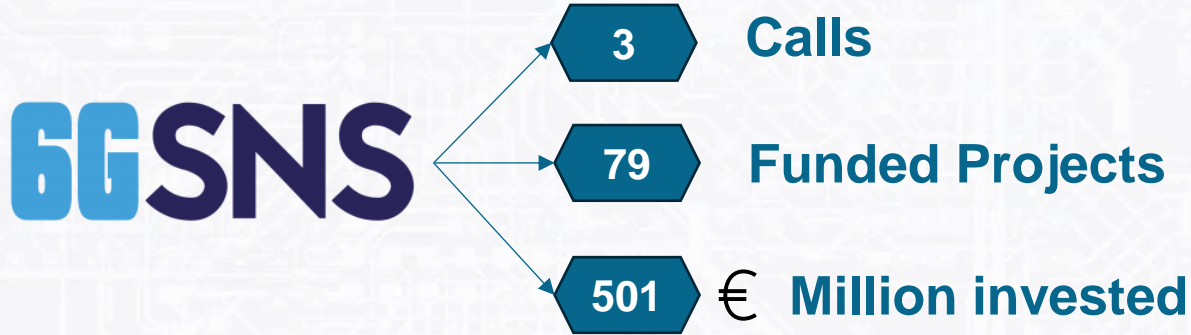 6GSNS
3 Calls
79 Funded Projects
501 € Million invested